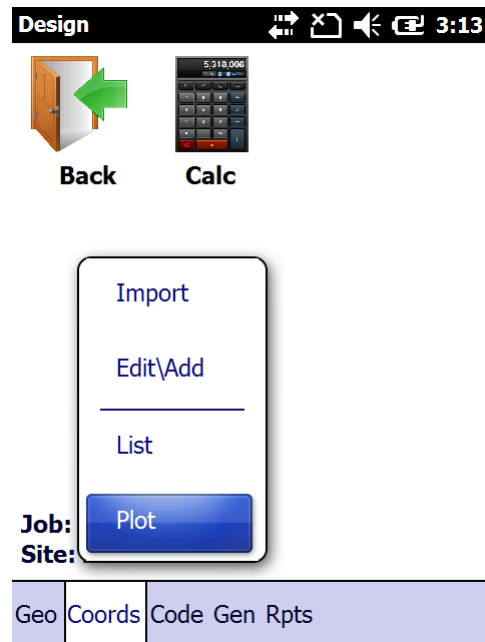 Design 3:13
5,318,008
Back Calc
Import
Edit\Add
List
Plot
Job:
Site:
Geo Coords Code Gen Rpts